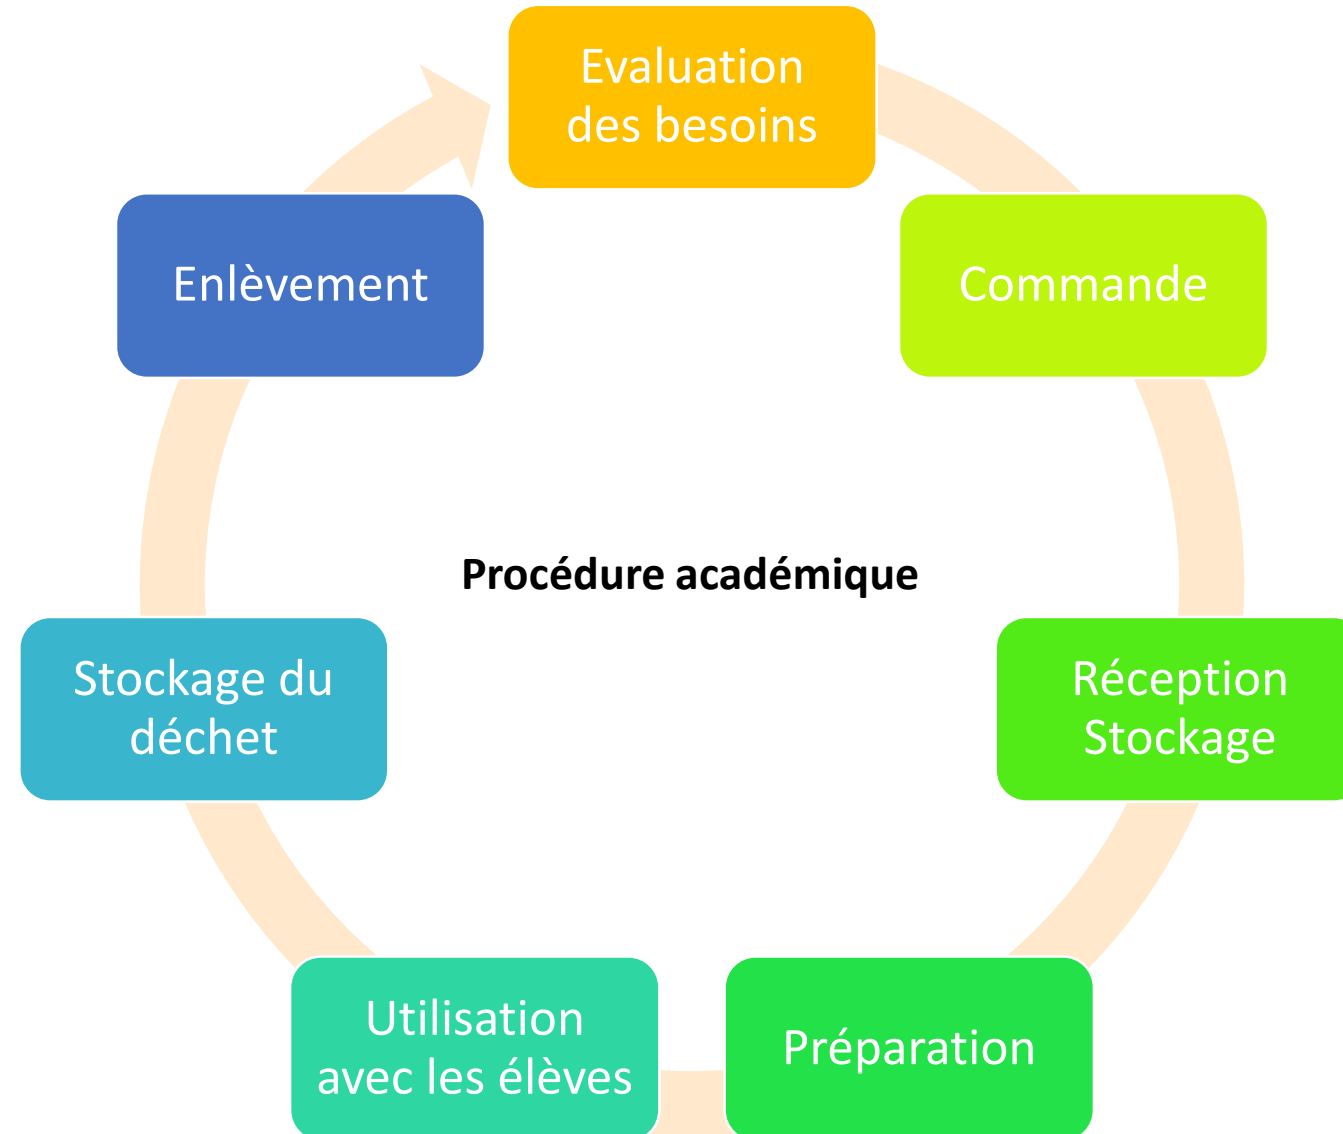 Evaluation
des besoins
Commande
Réception
Stockage
Préparation
Utilisation
avec les élèves
Stockage du
déchet
Enlèvement
Procédure académique